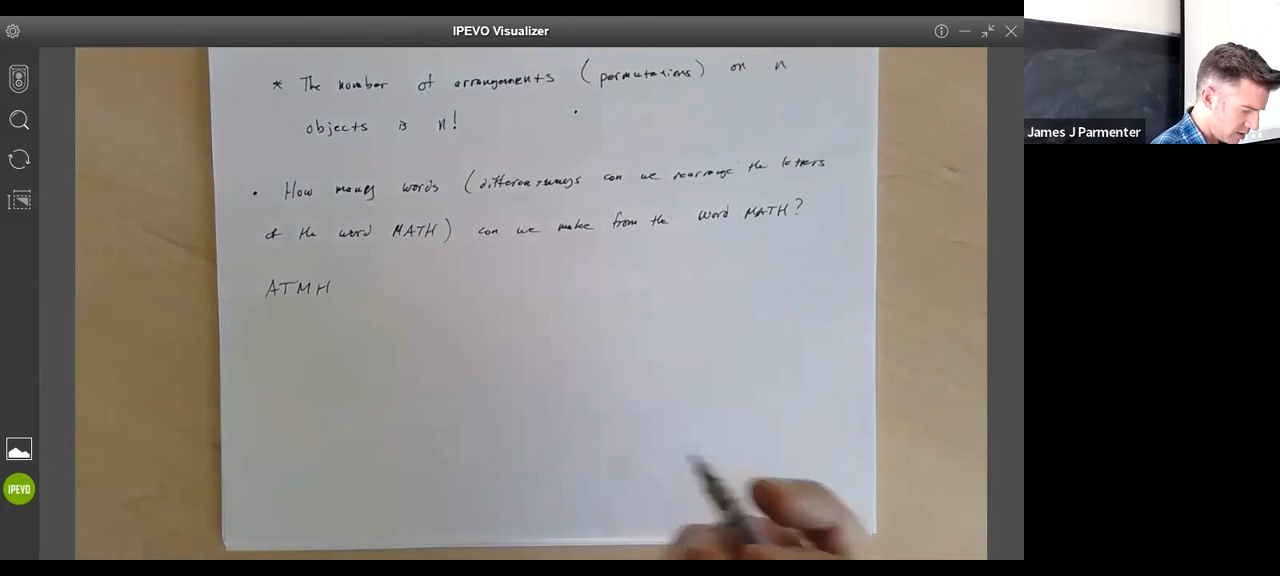 IPEVO Visualizer
* The number of arrangements (permutations) on n
objects is n!
• How many words (different ways can we rearrange the letters
of the word MATH) can we make from the word MATH?
ATMH
James J Parmenter
IPEVO